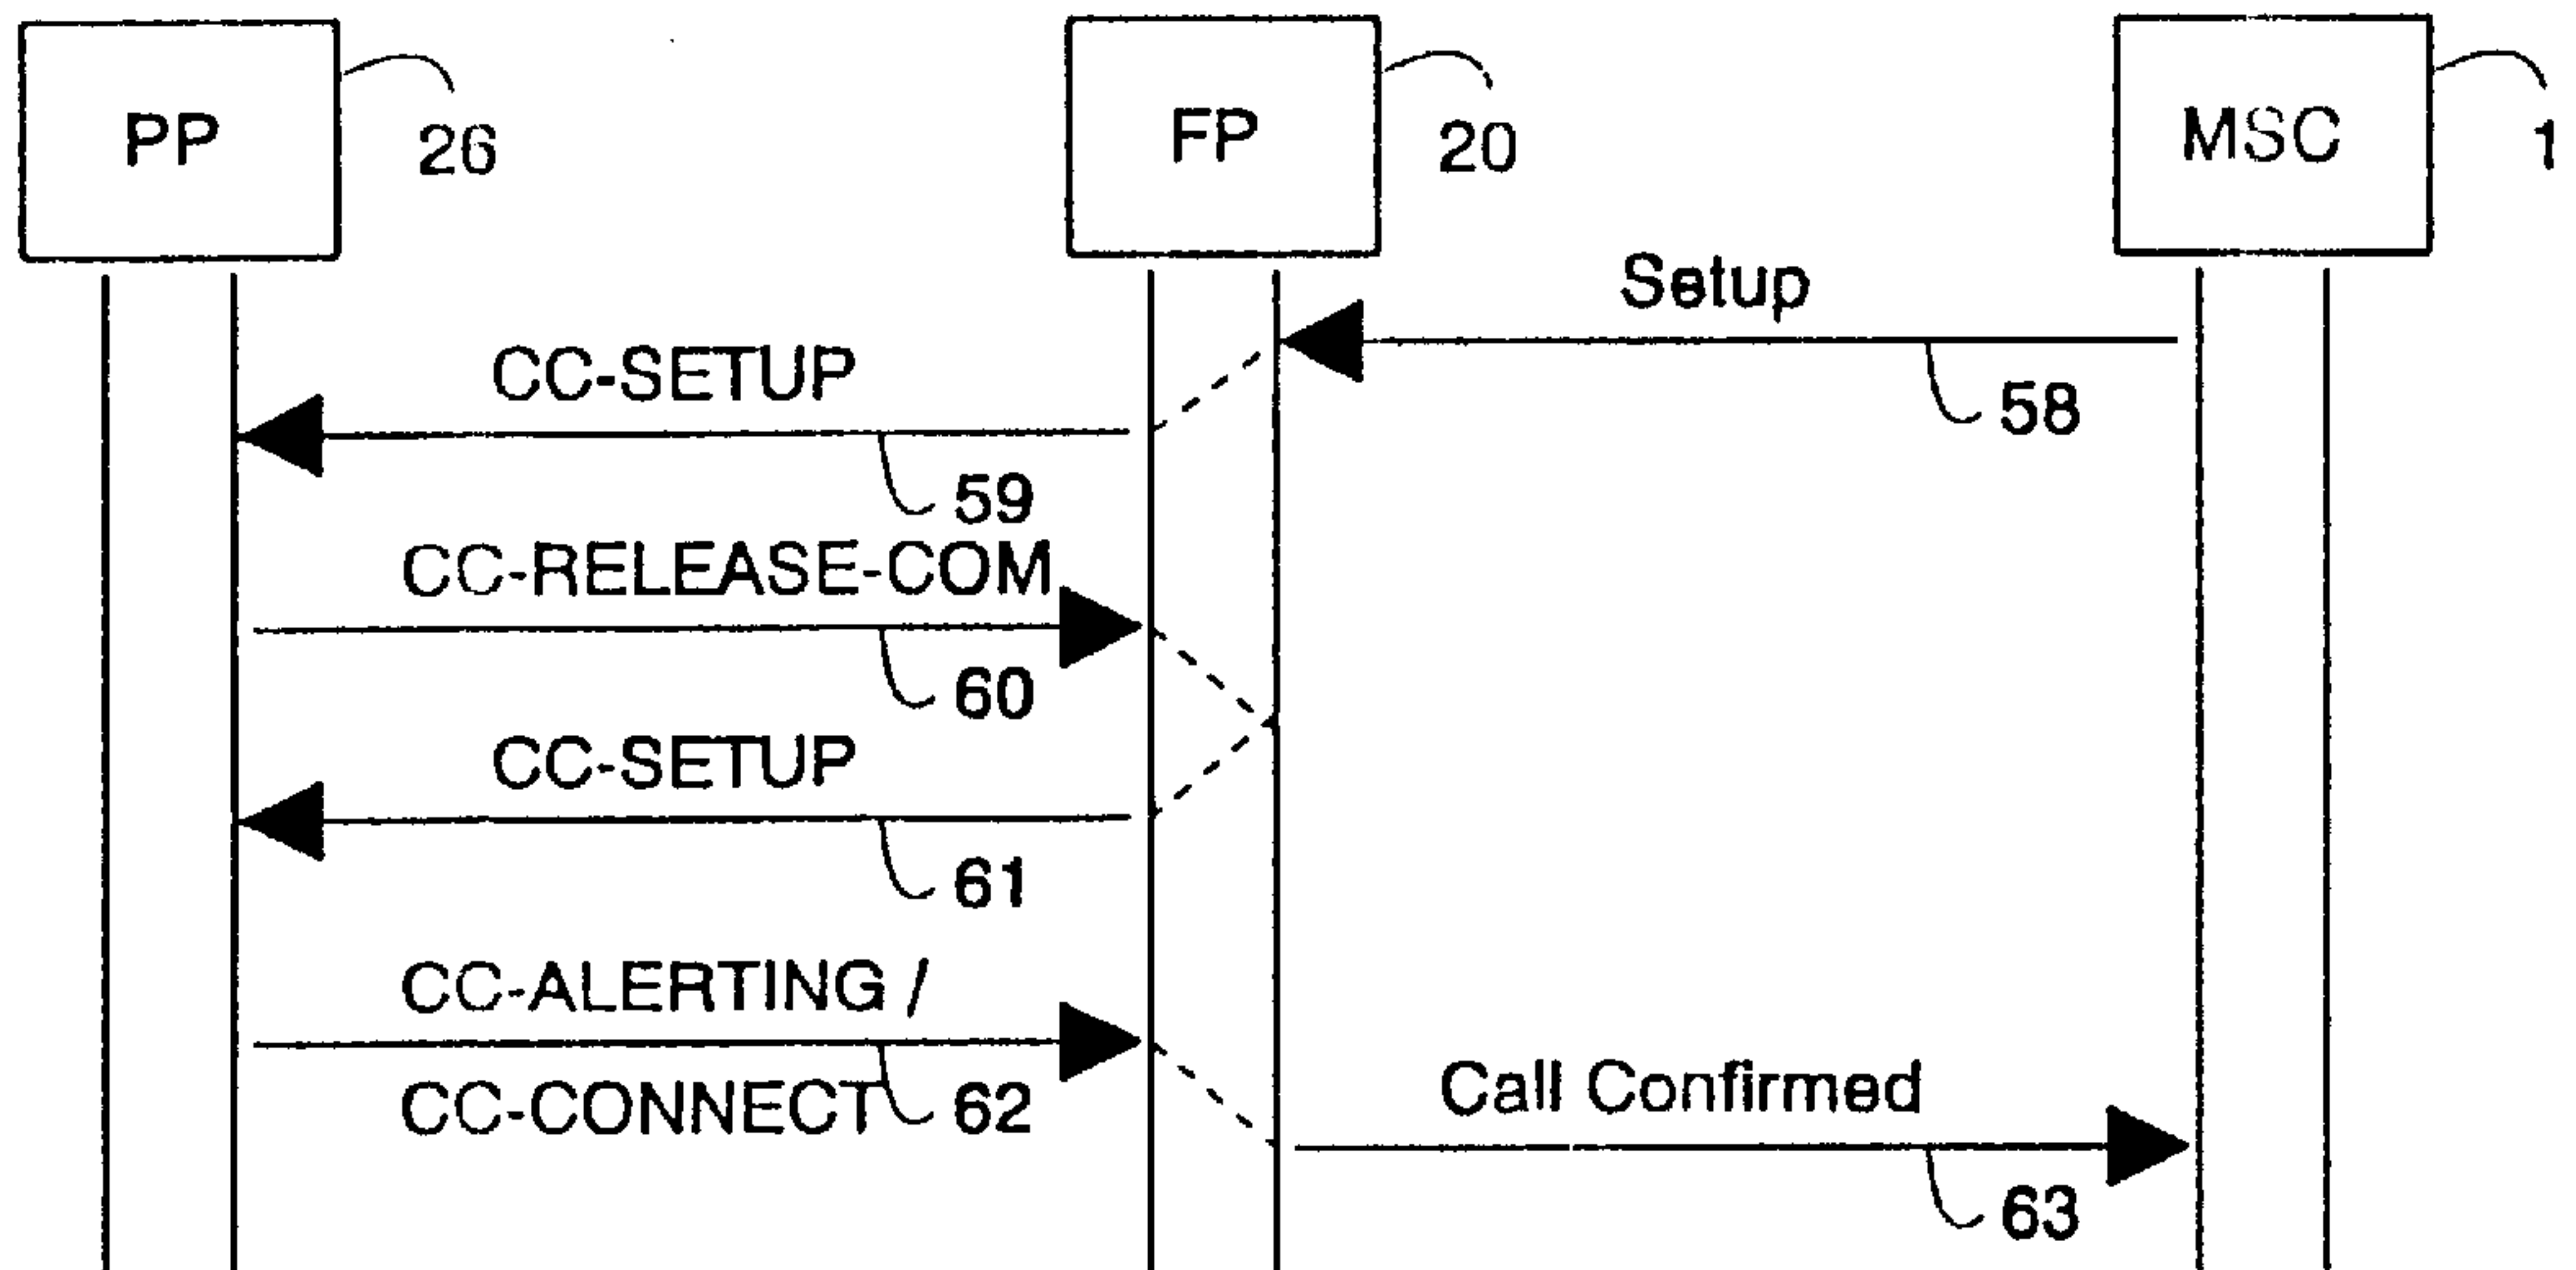 PP
26
FP
20
MSC
1
Setup
58
CC-SETUP
59
CC-RELEASE-COM
60
CC-SETUP
61
CC-ALERTING /
CC-CONNECT
62
Call Confirmed
63